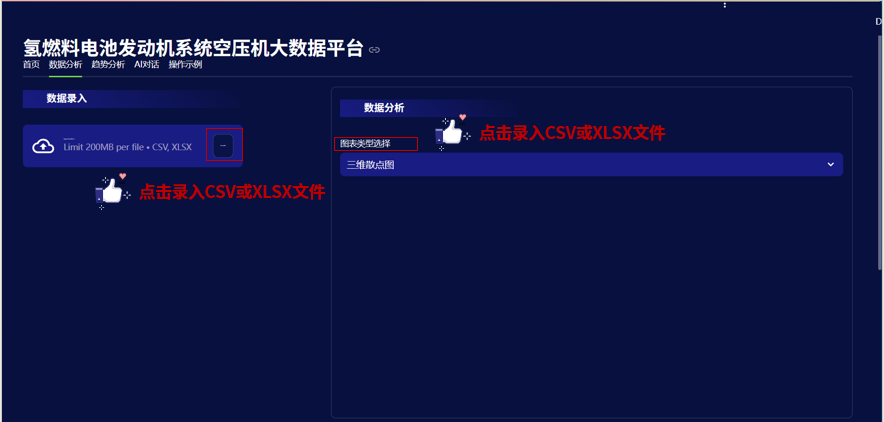 氢燃料电池发动机系统空压机大数据平台
首页 数据分析 趋势分析 AI对话 操作示例
数据录入
Limit 200MB per file • CSV, XLSX
点击录入CSV或XLSX文件
数据分析
点击录入CSV或XLSX文件
图表类型选择
三维散点图
D